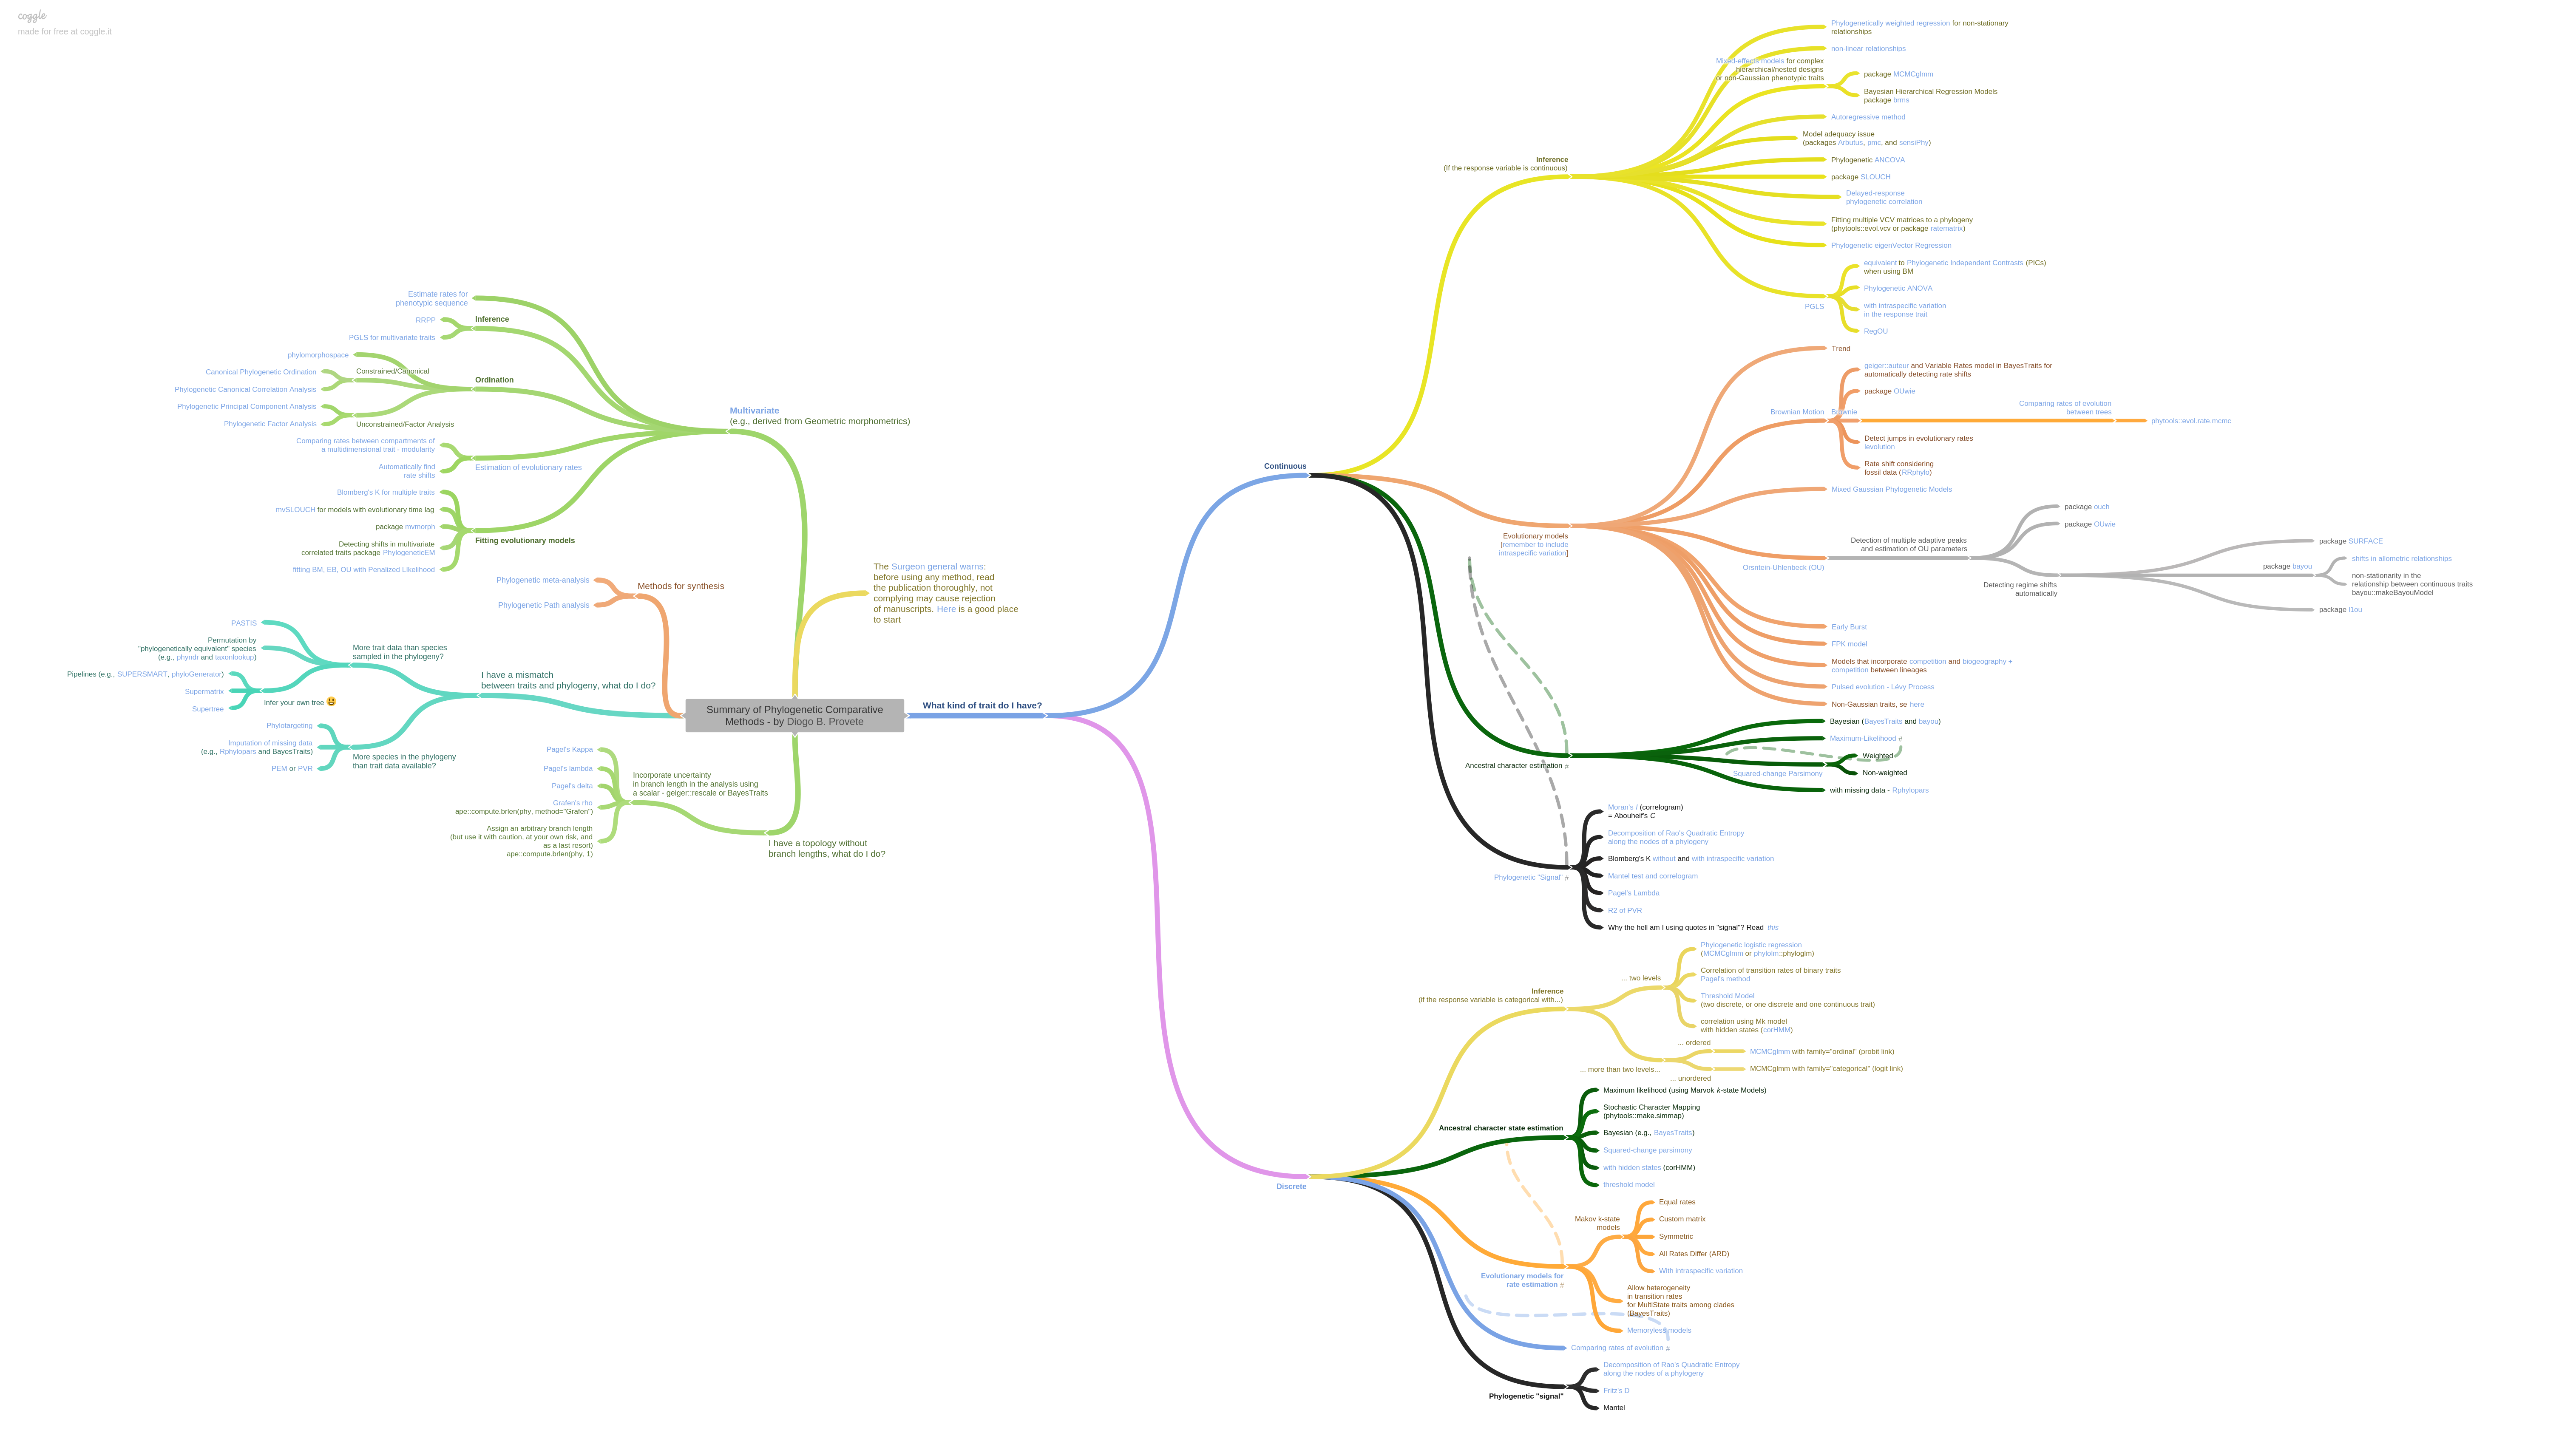 coggle
made for free at coggle.it
Summary of Phylogenetic Comparative
Methods - by Diogo B. Provete
The Surgeon general warns:
before using any method, read
the publication thoroughly, not
complying may cause rejection
of manuscripts. Here is a good place
to start
What kind of trait do I have?
Continuous
Inference
(If the response variable is continuous)
Phylogenetically weighted regression for non-stationary
relationships
non-linear relationships
Mixed-effects models for complex
hierarchical/nested designs
or non-Gaussian phenotypic traits
package MCMCglmm
Bayesian Hierarchical Regression Models
package brms
Autoregressive method
Model adequacy issue
(packages Arbutus, pmc, and sensiPhy)
Phylogenetic ANCOVA
package SLOUCH
Delayed-response
phylogenetic correlation
Fitting multiple VCV matrices to a phylogeny
(phytools::evol.vcv or package ratematrix)
Phylogenetic eigenVector Regression
PGLS
equivalent to Phylogenetic Independent Contrasts (PICs)
when using BM
Phylogenetic ANOVA
with intraspecific variation
in the response trait
RegOU
Evolutionary models
[remember to include
intraspecific variation]
Trend
Brownian Motion
geiger::auteur and Variable Rates model in BayesTraits for
automatically detecting rate shifts
package OUwie
Brownie
Comparing rates of evolution
between trees
phytools::evol.rate.mcmc
Detect jumps in evolutionary rates
levolution
Rate shift considering
fossil data (RRphylo)
Mixed Gaussian Phylogenetic Models
Orsntein-Uhlenbeck (OU)
Detection of multiple adaptive peaks
and estimation of OU parameters
package ouch
package OUwie
Detecting regime shifts
automatically
package SURFACE
package bayou
shifts in allometric relationships
non-stationarity in the
relationship between continuous traits
bayou::makeBayouModel
package l1ou
Early Burst
FPK model
Models that incorporate competition and biogeography +
competition between lineages
Pulsed evolution - Lévy Process
Non-Gaussian traits, se here
Ancestral character estimation
Bayesian (BayesTraits and bayou)
Maximum-Likelihood
Squared-change Parsimony
Weighted
Non-weighted
with missing data - Rphylopars
Phylogenetic "Signal"
Moran's I (correlogram)
= Abouheif's C
Decomposition of Rao's Quadratic Entropy
along the nodes of a phylogeny
Blomberg's K without and with intraspecific variation
Mantel test and correlogram
Pagel's Lambda
R2 of PVR
Why the hell am I using quotes in "signal"? Read this
Discrete
Inference
(if the response variable is categorical with...)
... two levels
Phylogenetic logistic regression
(MCMCglmm or phylolm::phyloglm)
Correlation of transition rates of binary traits
Pagel's method
Threshold Model
(two discrete, or one discrete and one continuous trait)
correlation using Mk model
with hidden states (corHMM)
... more than two levels...
... ordered
MCMCglmm with family="ordinal" (probit link)
... unordered
MCMCglmm with family="categorical" (logit link)
Ancestral character state estimation
Maximum likelihood (using Marvok k-state Models)
Stochastic Character Mapping
(phytools::make.simmap)
Bayesian (e.g., BayesTraits)
Squared-change parsimony
with hidden states (corHMM)
threshold model
Evolutionary models for
rate estimation
Makov k-state
models
Equal rates
Custom matrix
Symmetric
All Rates Differ (ARD)
With intraspecific variation
Allow heterogeneity
in transition rates
for MultiState traits among clades
(BayesTraits)
Memoryless models
Comparing rates of evolution
Phylogenetic "signal"
Decomposition of Rao's Quadratic Entropy
along the nodes of a phylogeny
Fritz's D
Mantel
Multivariate
(e.g., derived from Geometric morphometrics)
Estimate rates for
phenotypic sequence
Inference
RRPP
PGLS for multivariate traits
Ordination
phylomorphospace
Constrained/Canonical
Canonical Phylogenetic Ordination
Phylogenetic Canonical Correlation Analysis
Unconstrained/Factor Analysis
Phylogenetic Principal Component Analysis
Phylogenetic Factor Analysis
Estimation of evolutionary rates
Comparing rates between compartments of
a multidimensional trait - modularity
Automatically find
rate shifts
Fitting evolutionary models
Blomberg's K for multiple traits
mvSLOUCH for models with evolutionary time lag
package mvmorph
Detecting shifts in multivariate
correlated traits package PhylogeneticEM
fitting BM, EB, OU with Penalized LIkelihood
Methods for synthesis
Phylogenetic meta-analysis
Phylogenetic Path analysis
I have a mismatch
between traits and phylogeny, what do I do?
More trait data than species
sampled in the phylogeny?
PASTIS
Permutation by
"phylogenetically equivalent" species
(e.g., phyndr and taxonlookup)
Infer your own tree 😃
Pipelines (e.g., SUPERSMART, phyloGenerator)
Supermatrix
Supertree
More species in the phylogeny
than trait data available?
Phylotargeting
Imputation of missing data
(e.g., Rphylopars and BayesTraits)
PEM or PVR
I have a topology without
branch lengths, what do I do?
Incorporate uncertainty
in branch length in the analysis using
a scalar - geiger::rescale or BayesTraits
Pagel's Kappa
Pagel's lambda
Pagel's delta
Grafen's rho
ape::compute.brlen(phy, method="Grafen")
Assign an arbitrary branch length
(but use it with caution, at your own risk, and
as a last resort)
ape::compute.brlen(phy, 1)